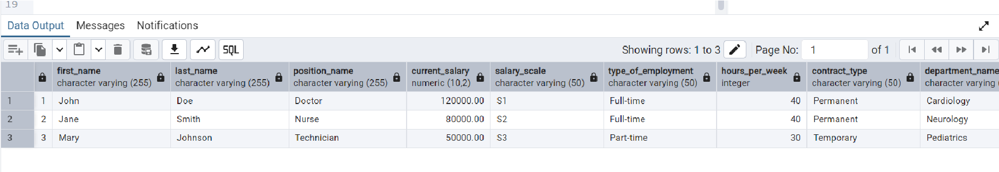 19
Data Output Messages Notifications
SQL Showing rows: 1 to 3 Page No: 1 of 1
first_name last_name position_name current_salary salary_scale type_of_employment hours_per_week contract_type department_name
character varying (255) character varying (255) character varying (255) numeric (10,2) character varying (50) character varying (50) integer character varying (50) character varying (
1 1 John Doe Doctor 120000.00 S1 Full-time 40 Permanent Cardiology
2 2 Jane Smith Nurse 80000.00 S2 Full-time 40 Permanent Neurology
3 3 Mary Johnson Technician 50000.00 S3 Part-time 30 Temporary Pediatrics